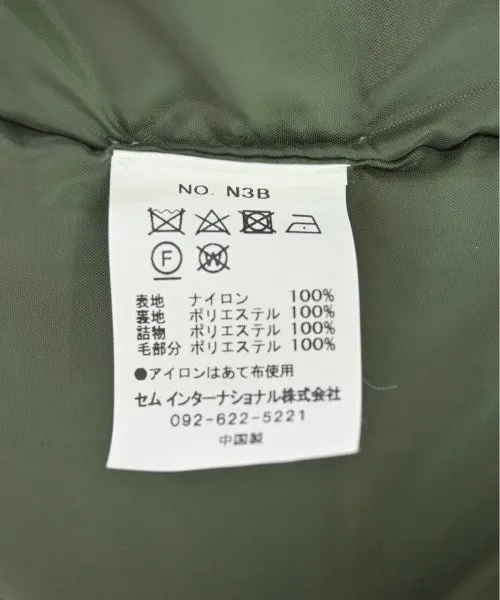 NO. N3B
F
W
表地 ナイロン 100%
裏地 ポリエステル 100%
詰物 ポリエステル 100%
毛部分 ポリエステル 100%
●アイロンはあて布使用
セム インターナショナル株式会社
092-622-5221
中国製